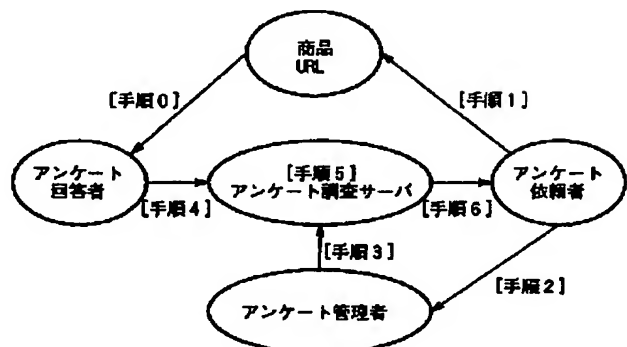 商品
URL
[手順0]
[手順1]
アンケート
回答者
[手順5]
アンケート調査サーバ
アンケート
依頼者
[手順4]
[手順6]
[手順3]
[手順2]
アンケート管理者